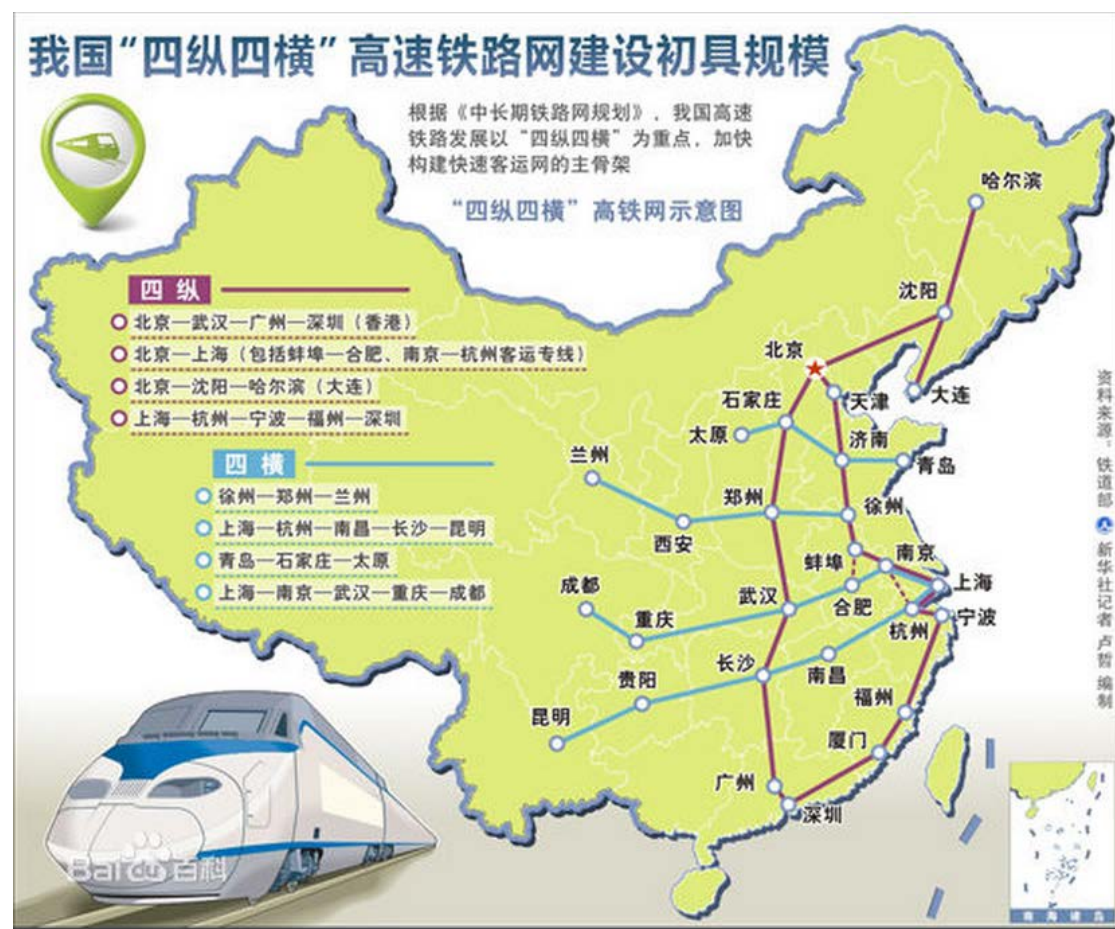 我国“四纵四横”高速铁路网建设初具规模
根据《中长期铁路网规划》，我国高速
铁路发展以“四纵四横”为重点，加快
构建快速客运网的主骨架
“四纵四横”高铁网示意图
四 纵
北京—武汉—广州—深圳（香港）
北京—上海（包括蚌埠—合肥、南京—杭州客运专线）
北京—沈阳—哈尔滨（大连）
上海—杭州—宁波—福州—深圳
四 横
徐州—郑州—兰州
上海—杭州—南昌—长沙—昆明
青岛—石家庄—太原
上海—南京—武汉—重庆—成都
哈尔滨
沈阳
北京
大连
天津
石家庄
太原
济南
青岛
兰州
郑州
徐州
西安
蚌埠
南京
成都
武汉
合肥
上海
重庆
杭州
宁波
长沙
南昌
贵阳
福州
昆明
厦门
广州
深圳
资料来源：铁道部 新华社记者 卢哲 编制
Baidu百科
南海诸岛